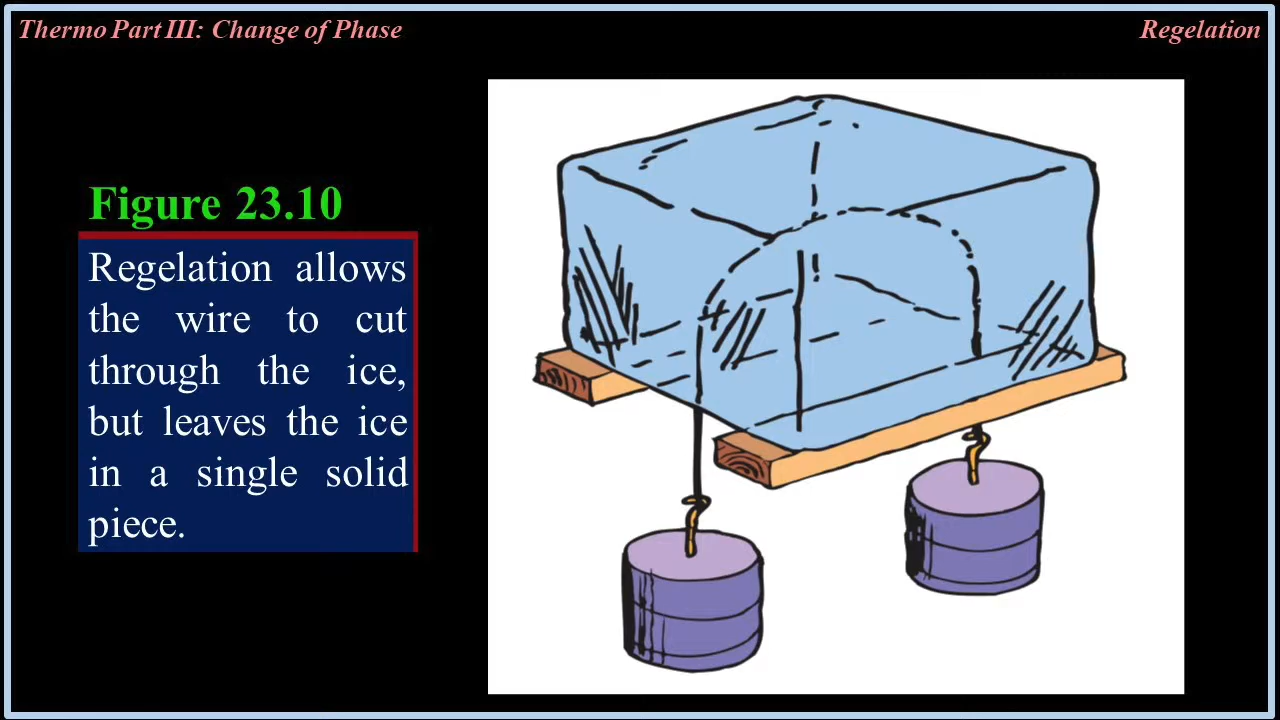 Thermo Part III: Change of Phase
Regelation
Figure 23.10
Regelation allows
the wire to cut
through the ice,
but leaves the ice
in a single solid
piece.